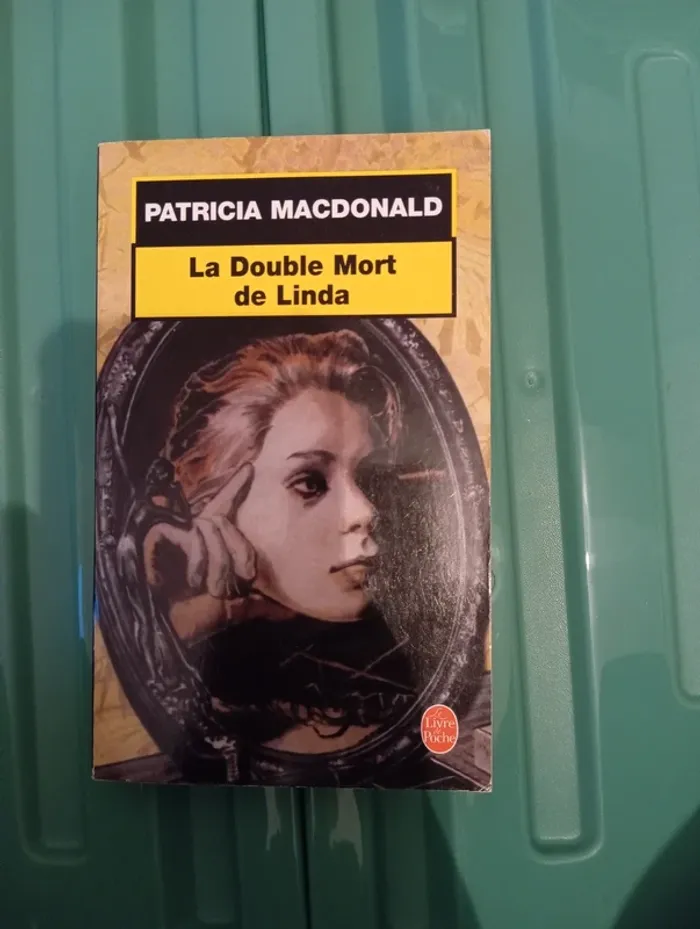 PATRICIA MACDONALD
La Double Mort
de Linda
Le
Livre
de
Poche